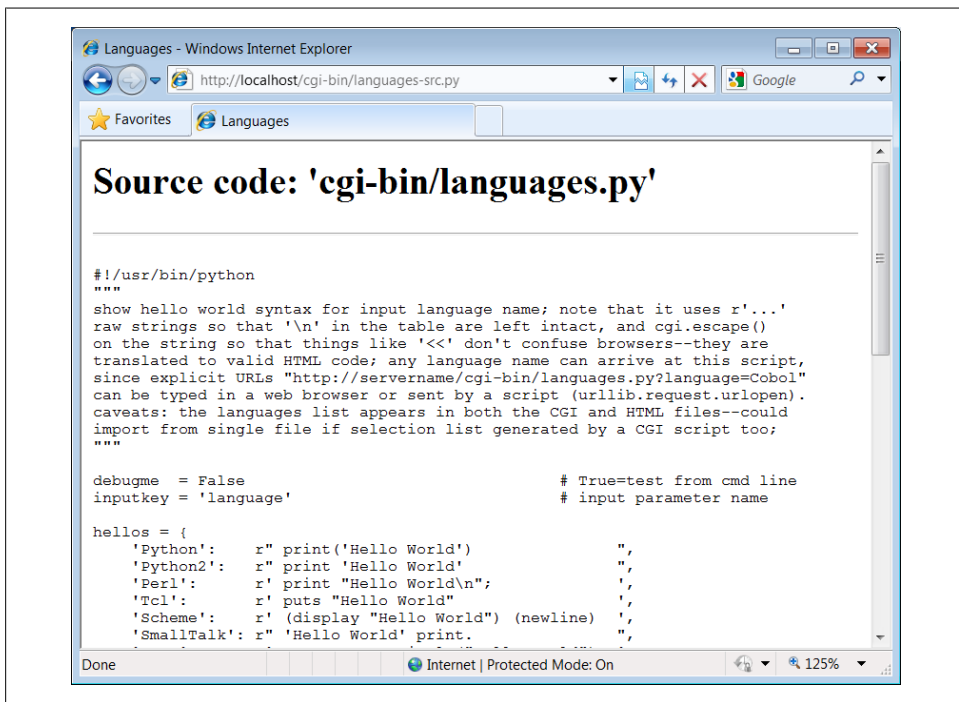 Languages - Windows Internet Explorer
http://localhost/cgi-bin/languages-src.py
Google
Favorites
Languages
Source code: 'cgi-bin/languages.py'
#!/usr/bin/python
"""
show hello world syntax for input language name; note that it uses r'...'
raw strings so that '\n' in the table are left intact, and cgi.escape()
on the string so that things like '<<' don't confuse browsers--they are
translated to valid HTML code; any language name can arrive at this script,
since explicit URLs "http://servername/cgi-bin/languages.py?language=Cobol"
can be typed in a web browser or sent by a script (urllib.request.urlopen).
caveats: the languages list appears in both the CGI and HTML files--could
import from single file if selection list generated by a CGI script too;
"""
debugme  = False                              # True=test from cmd line
inputkey = 'language'                         # input parameter name
hellos = {
    'Python':    r" print('Hello World')              ",
    'Python2':   r" print 'Hello World'               ",
    'Perl':      r' print "Hello World\n";            ',
    'Tcl':       r' puts "Hello World"                ',
    'Scheme':    r' (display "Hello World") (newline)  ',
    'SmallTalk': r" 'Hello World' print.              ",
Done
Internet | Protected Mode: On
125%